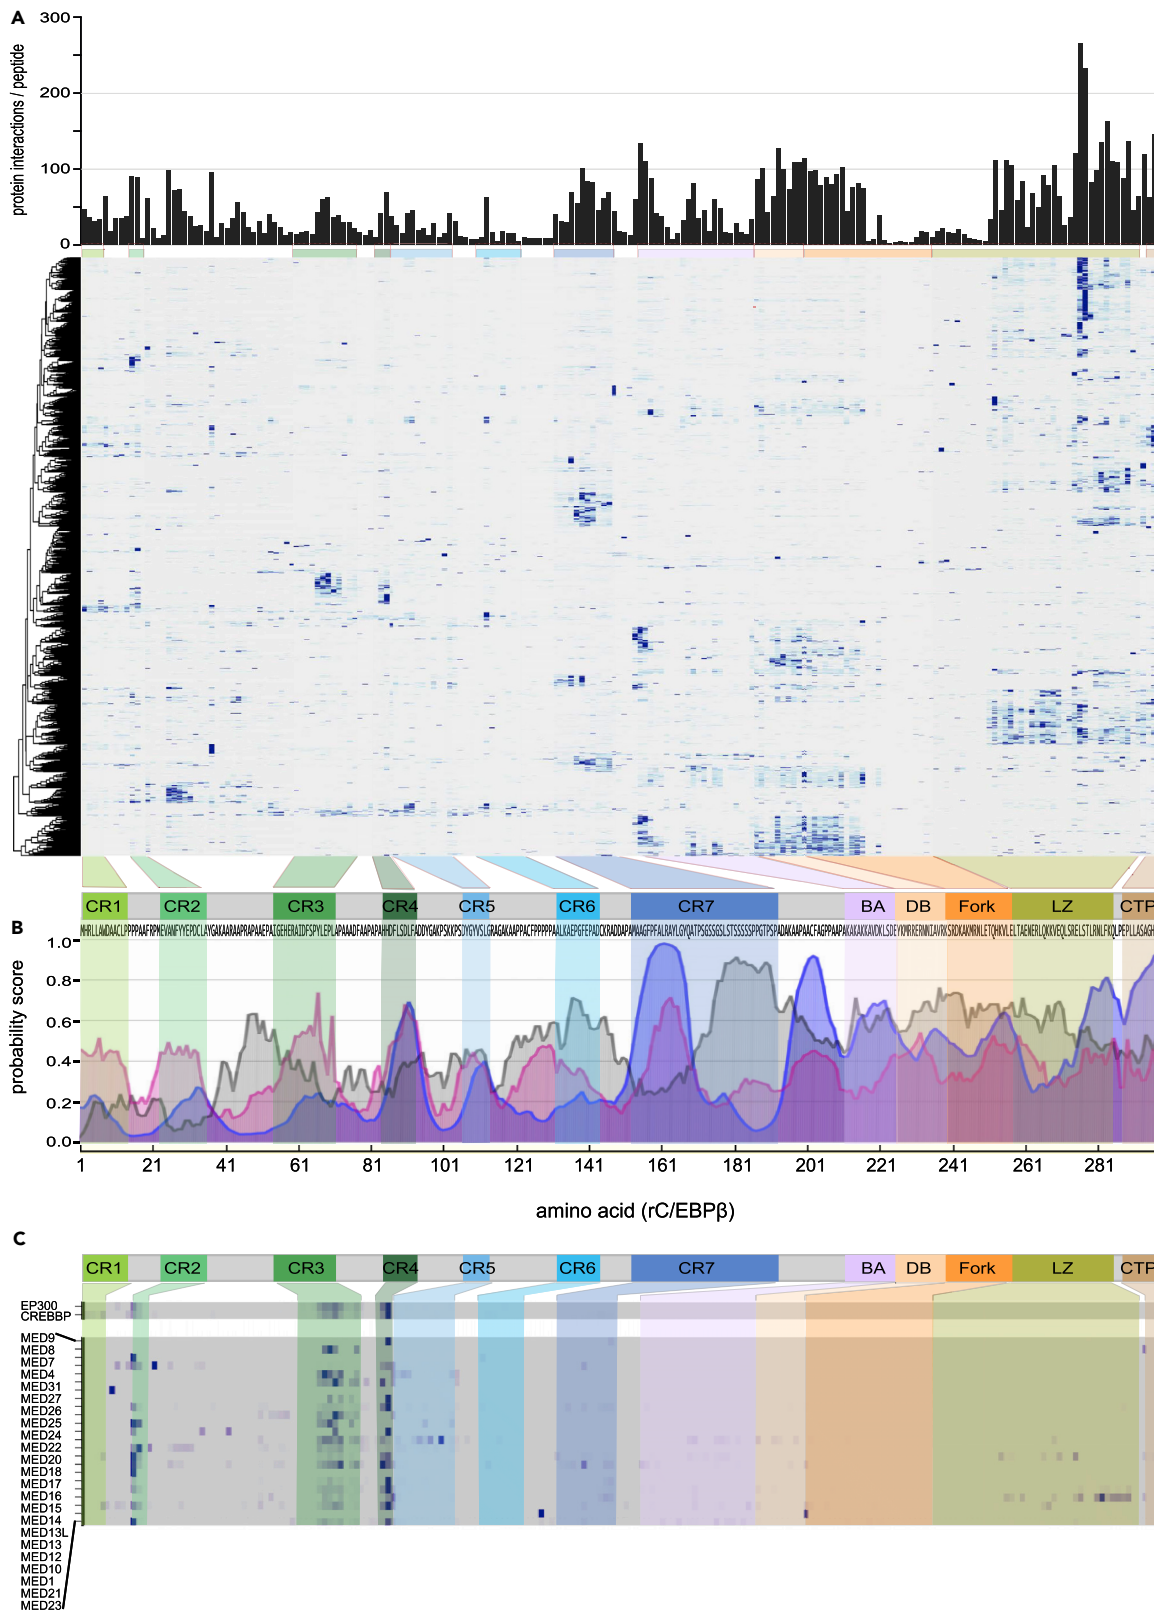 A
protein interactions / peptide
300
200
100
0
CR1 CR2 CR3 CR4 CR5 CR6 CR7 BA DB Fork LZ CTP
B
probability score
1.0
0.8
0.6
0.4
0.2
0.0
1 21 41 61 81 101 121 141 161 181 201 221 241 261 281
amino acid (rC/EBPβ)
C
CR1 CR2 CR3 CR4 CR5 CR6 CR7 BA DB Fork LZ CTP
EP300
CREBBP
MED9
MED8
MED7
MED4
MED31
MED27
MED26
MED25
MED24
MED22
MED20
MED18
MED17
MED16
MED15
MED14
MED13L
MED13
MED12
MED10
MED1
MED21
MED23